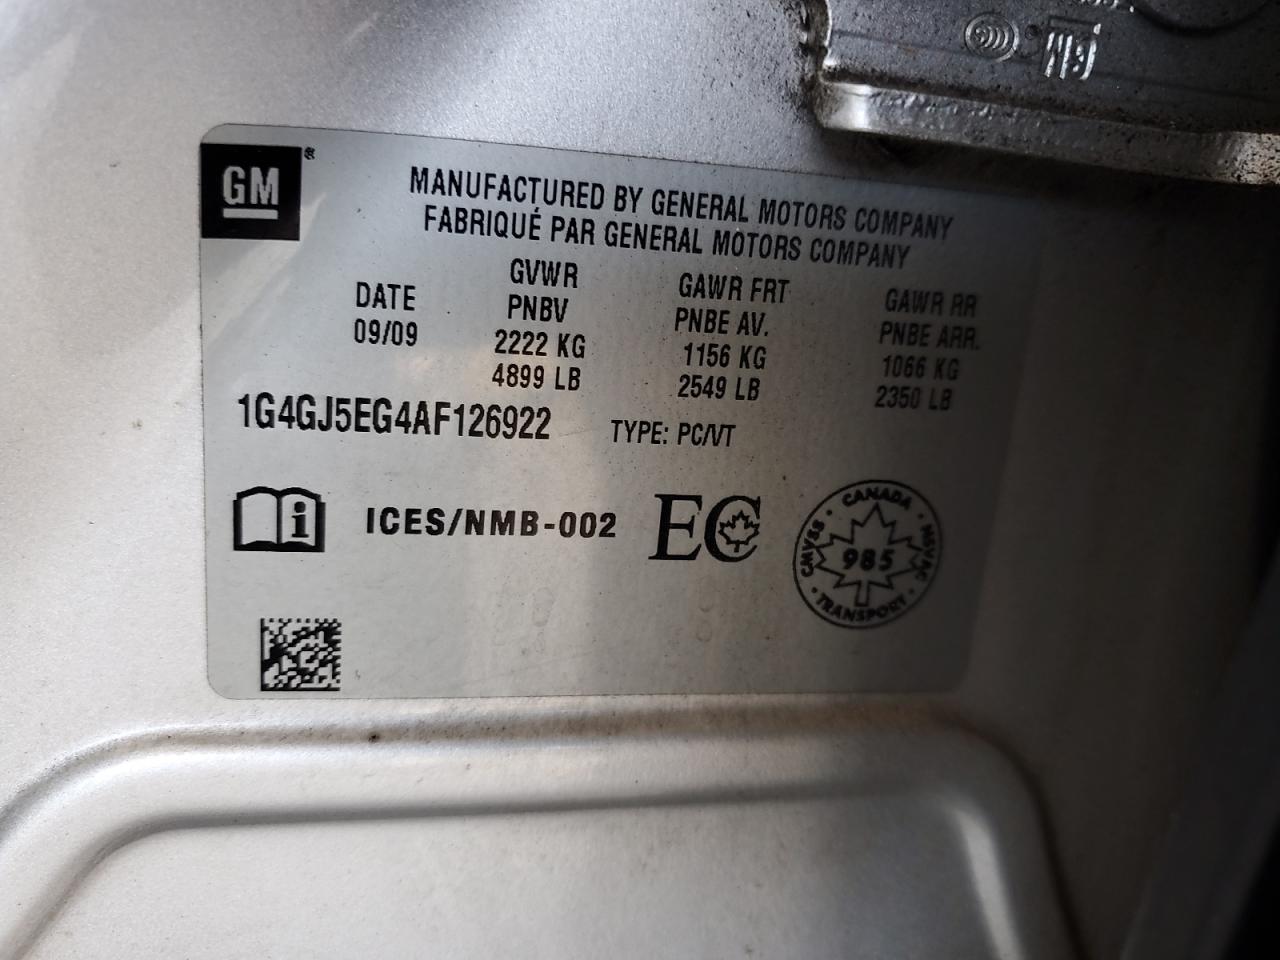 GM
MANUFACTURED BY GENERAL MOTORS COMPANY
FABRIQUÉ PAR GENERAL MOTORS COMPANY
DATE
09/09
GVWR
PNBV
2222 KG
4899 LB
GAWR FRT
PNBE AV.
1156 KG
2549 LB
GAWR RR
PNBE ARR.
1066 KG
2350 LB
1G4GJ5EG4AF126922 TYPE: PC/VT
ICES/NMB-002
EC
CANADA
CMVSS
NSVAC
985
TRANSPORT